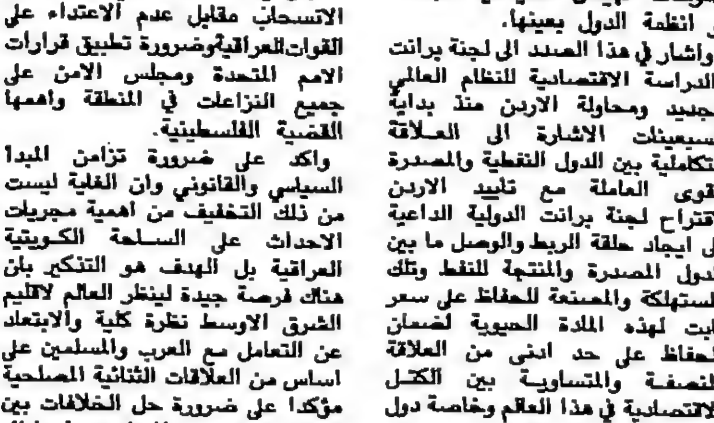 انظمة الدول بعينها.
واشار في هذا الصدد الى لجنة برانت
الدراسة الاقتصادية للنظام العالمي
جديد ومحاولة الاردن منذ بداية
سبعينات الاشارة الى العلاقة
تكاملية بين الدول النفطية والمصدرة
قوى العاملة مع تأييد الاردن
قتراح لجنة برانت الدولية الداعية
ى ايجاد حلقة الربط والوصل ما بين
لدول المصدرة والمنتجة للنفط وتلك
لستهلكة والمصنعة للحفاظ على سعر
ابت لهذه المادة الحيوية لضمان
لحفاظ على حد ادنى من العلاقة
لنصفة والمتساوية بين الكتل
لاقتصادية في هذا العالم وخاصة دول
الانسحاب مقابل عدم الاعتداء على
القوات العراقية وضرورة تطبيق قرارات
الامم المتحدة ومجلس الامن على
جميع النزاعات في المنطقة واهمها
القضية الفلسطينية.
واكد على ضرورة تزامن المبدا
السياسي والقانوني وان الغاية ليست
من ذلك التخفيف من اهمية مجريات
الاحداث على الساحة الكويتية
العراقية بل الهدف هو التذكير بأن
هناك فرصة جيدة لينظر العالم لاقليم
الشرق الاوسط نظرة كلية والابتعاد
عن التعامل مع العرب والمسلمين على
اساس من العلاقات الثنائية المصلحية
مؤكدا على ضرورة حل الخلافات بين